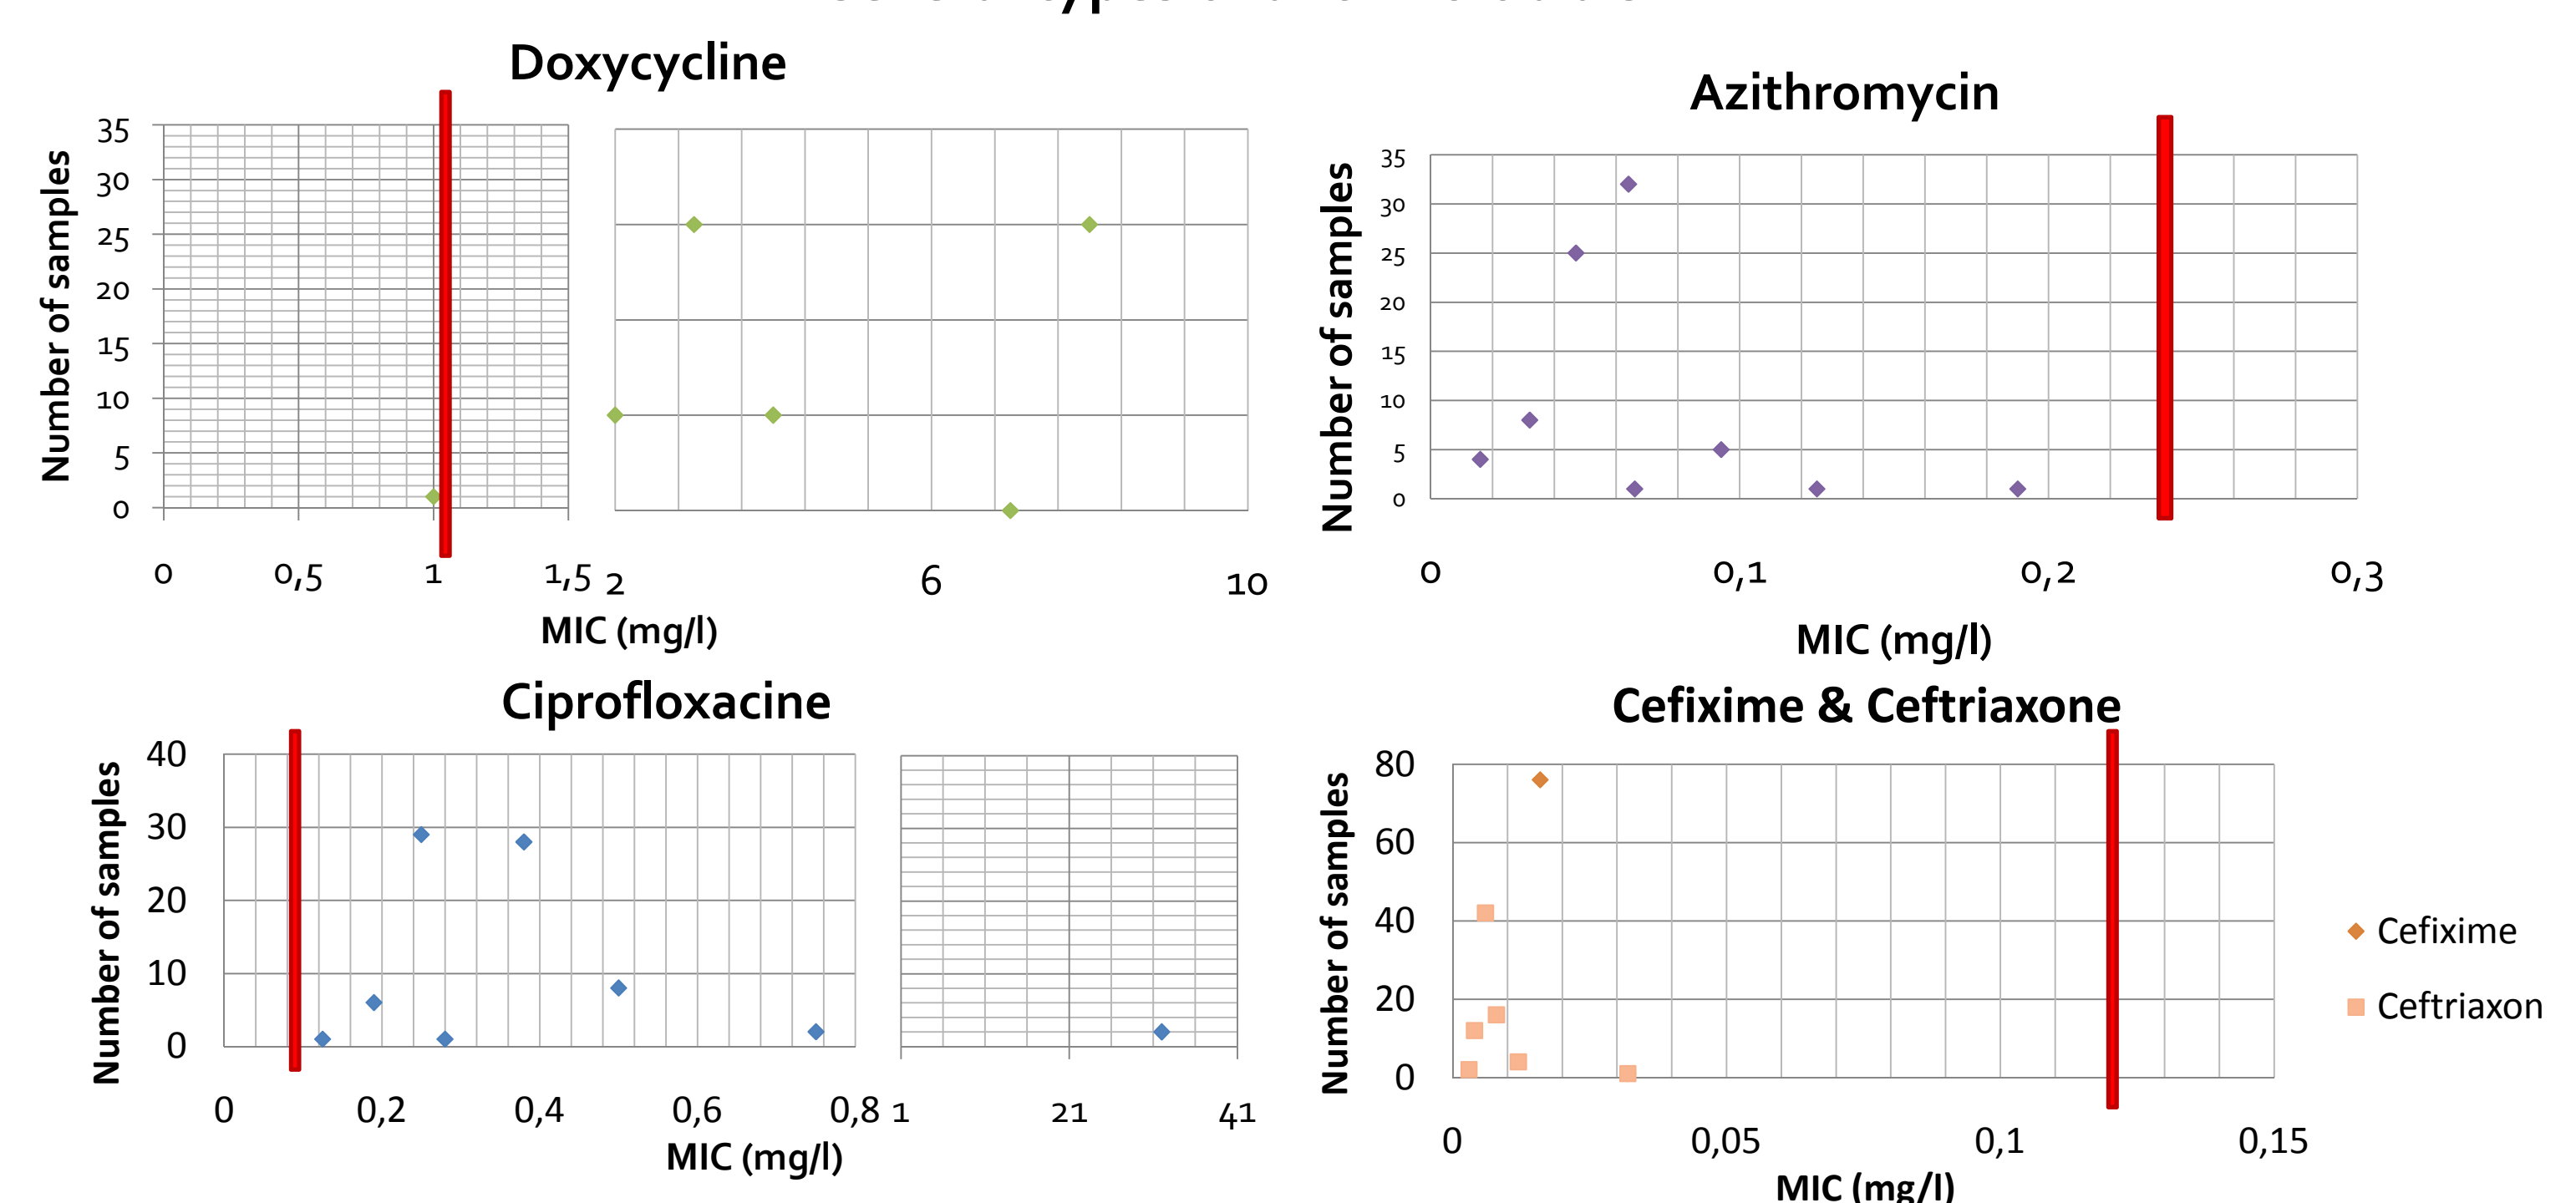 Doxycycline
Number of samples
35
30
25
20
15
10
5
0
0 0,5 1 1,5 2 6 10
MIC (mg/l)
Azithromycin
Number of samples
35
30
25
20
15
10
5
0
0 0,1 0,2 0,3
MIC (mg/l)
Ciprofloxacine
Number of samples
40
30
20
10
0
0 0,2 0,4 0,6 0,8 1 21 41
MIC (mg/l)
Cefixime & Ceftriaxone
Number of samples
80
60
40
20
0
0 0,05 0,1 0,15
MIC (mg/l)
Cefixime
Ceftriaxon